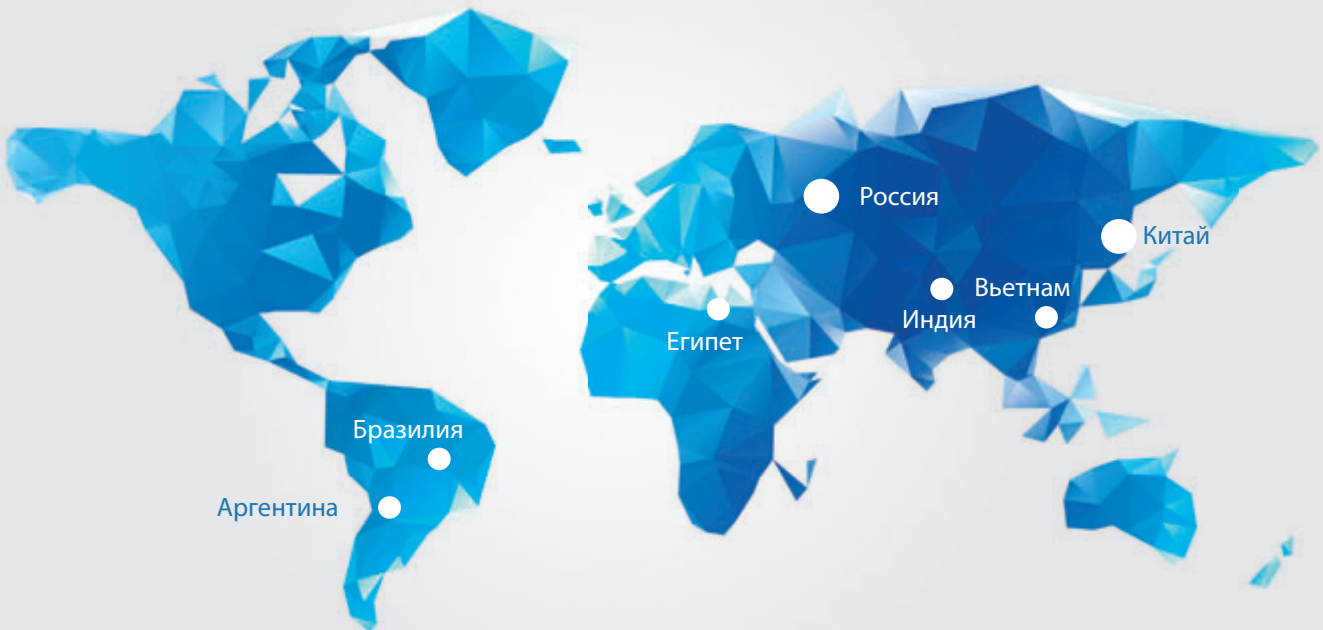 Россия
Китай
Вьетнам
Индия
Египет
Бразилия
Аргентина